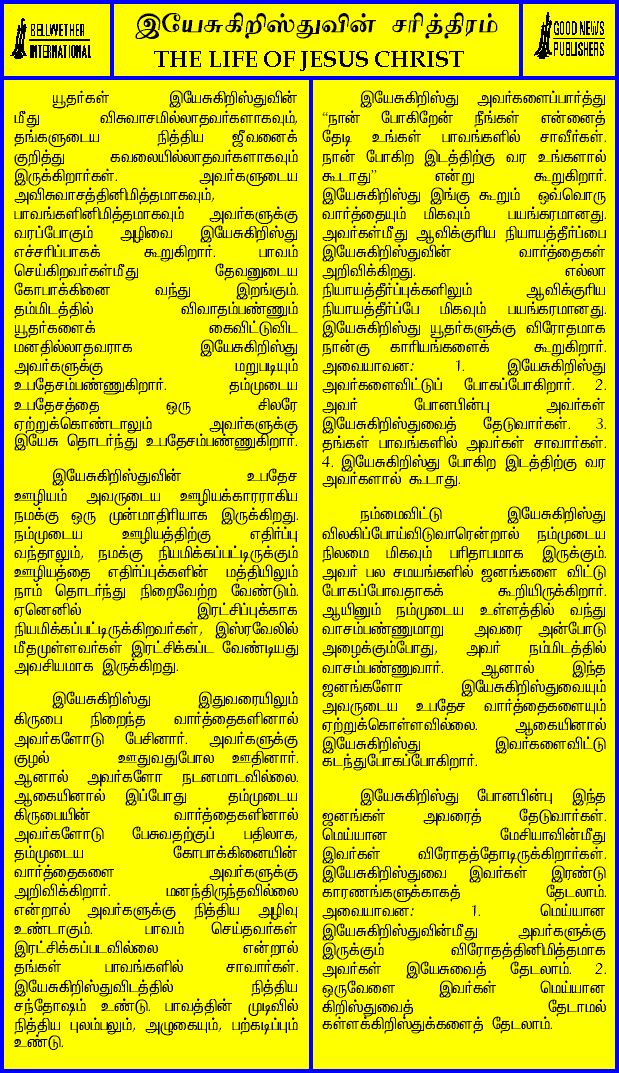 BELLWETHER
INTERNATIONAL
இயேசுகிறிஸ்துவின் சரித்திரம்
THE LIFE OF JESUS CHRIST
GOOD NEWS
PUBLISHERS
யூதர்கள் இயேசுகிறிஸ்துவின்
மீது விசுவாசமில்லாதவர்களாகவும்,
தங்களுடைய நித்திய ஜீவனைக்
குறித்து கவலையில்லாதவர்களாகவும்
இருக்கிறார்கள். அவர்களுடைய
அவிசுவாசத்தினிமித்தமாகவும்,
பாவங்களினிமித்தமாகவும் அவர்களுக்கு
வரப்போகும் அழிவை இயேசுகிறிஸ்து
எச்சரிப்பாகக் கூறுகிறார். பாவம்
செய்கிறவர்கள்மீது தேவனுடைய
கோபாக்கினை வந்து இறங்கும்.
தம்மிடத்தில் விவாதம்பண்ணும்
யூதர்களைக் கைவிட்டுவிட
மனதில்லாதவராக இயேசுகிறிஸ்து
அவர்களுக்கு மறுபடியும்
உபதேசம்பண்ணுகிறார். தம்முடைய
உபதேசத்தை ஒரு சிலரே
ஏற்றுக்கொண்டாலும் அவர்களுக்கு
இயேசு தொடர்ந்து உபதேசம்பண்ணுகிறார்.
இயேசுகிறிஸ்துவின் உபதேச
ஊழியம் அவருடைய ஊழியக்காரராகிய
நமக்கு ஒரு முன்மாதிரியாக இருக்கிறது.
நம்முடைய ஊழியத்திற்கு எதிர்ப்பு
வந்தாலும், நமக்கு நியமிக்கப்பட்டிருக்கும்
ஊழியத்தை எதிர்ப்புக்களின் மத்தியிலும்
நாம் தொடர்ந்து நிறைவேற்ற வேண்டும்.
ஏனெனில் இரட்சிப்புக்காக
நியமிக்கப்பட்டிருக்கிறவர்கள், இஸ்ரவேலில்
மீதமுள்ளவர்கள் இரட்சிக்கப்பட வேண்டியது
அவசியமாக இருக்கிறது.
இயேசுகிறிஸ்து இதுவரையிலும்
கிருபை நிறைந்த வார்த்தைகளினால்
அவர்களோடு பேசினார். அவர்களுக்கு
குழல் ஊதுவதுபோல ஊதினார்.
ஆனால் அவர்களோ நடனமாடவில்லை.
ஆகையினால் இப்போது தம்முடைய
கிருபையின் வார்த்தைகளினால்
அவர்களோடு பேசுவதற்குப் பதிலாக,
தம்முடைய கோபாக்கினையின்
வார்த்தைகளை அவர்களுக்கு
அறிவிக்கிறார். மனந்திருந்தவில்லை
என்றால் அவர்களுக்கு நித்திய அழிவு
உண்டாகும். பாவம் செய்தவர்கள்
இரட்சிக்கப்படவில்லை என்றால்
தங்கள் பாவங்களில் சாவார்கள்.
இயேசுகிறிஸ்துவிடத்தில் நித்திய
சந்தோஷம் உண்டு. பாவத்தின் முடிவில்
நித்திய புலம்பலும், அழுகையும், பற்கடிப்பும்
உண்டு.
இயேசுகிறிஸ்து அவர்களைப்பார்த்து
“நான் போகிறேன் நீங்கள் என்னைத்
தேடி உங்கள் பாவங்களில் சாவீர்கள்.
நான் போகிற இடத்திற்கு வர உங்களால்
கூடாது” என்று கூறுகிறார்.
இயேசுகிறிஸ்து இங்கு கூறும் ஒவ்வொரு
வார்த்தையும் மிகவும் பயங்கரமானது.
அவர்கள்மீது ஆவிக்குரிய நியாயத்தீர்ப்பை
இயேசுகிறிஸ்துவின் வார்த்தைகள்
அறிவிக்கிறது. எல்லா
நியாயத்தீர்ப்புக்களிலும் ஆவிக்குரிய
நியாயத்தீர்ப்பே மிகவும் பயங்கரமானது.
இயேசுகிறிஸ்து யூதர்களுக்கு விரோதமாக
நான்கு காரியங்களைக் கூறுகிறார்.
அவையாவன: 1. இயேசுகிறிஸ்து
அவர்களைவிட்டுப் போகப்போகிறார். 2.
அவர் போனபின்பு அவர்கள்
இயேசுகிறிஸ்துவைத் தேடுவார்கள். 3.
தங்கள் பாவங்களில் அவர்கள் சாவார்கள்.
4. இயேசுகிறிஸ்து போகிற இடத்திற்கு வர
அவர்களால் கூடாது.
நம்மைவிட்டு இயேசுகிறிஸ்து
விலகிப்போய்விடுவாரென்றால் நம்முடைய
நிலமை மிகவும் பரிதாபமாக இருக்கும்.
அவர் பல சமயங்களில் ஜனங்களை விட்டு
போகப்போவதாகக் கூறியிருக்கிறார்.
ஆயினும் நம்முடைய உள்ளத்தில் வந்து
வாசம்பண்ணுமாறு அவரை அன்போடு
அழைக்கும்போது, அவர் நம்மிடத்தில்
வாசம்பண்ணுவார். ஆனால் இந்த
ஜனங்களோ இயேசுகிறிஸ்துவையும்
அவருடைய உபதேச வார்த்தைகளையும்
ஏற்றுக்கொள்ளவில்லை. ஆகையினால்
இயேசுகிறிஸ்து இவர்களைவிட்டு
கடந்துபோகப்போகிறார்.
இயேசுகிறிஸ்து போனபின்பு இந்த
ஜனங்கள் அவரைத் தேடுவார்கள்.
மெய்யான மேசியாவின்மீது
இவர்கள் விரோதத்தோடிருக்கிறார்கள்.
இயேசுகிறிஸ்துவை இவர்கள் இரண்டு
காரணங்களுக்காகத் தேடலாம்.
அவையாவன: 1. மெய்யான
இயேசுகிறிஸ்துவின்மீது அவர்களுக்கு
இருக்கும் விரோதத்தினிமித்தமாக
அவர்கள் இயேசுவைத் தேடலாம். 2.
ஒருவேளை இவர்கள் மெய்யான
கிறிஸ்துவைத் தேடாமல்
கள்ளக்கிறிஸ்துக்களைத் தேடலாம்.